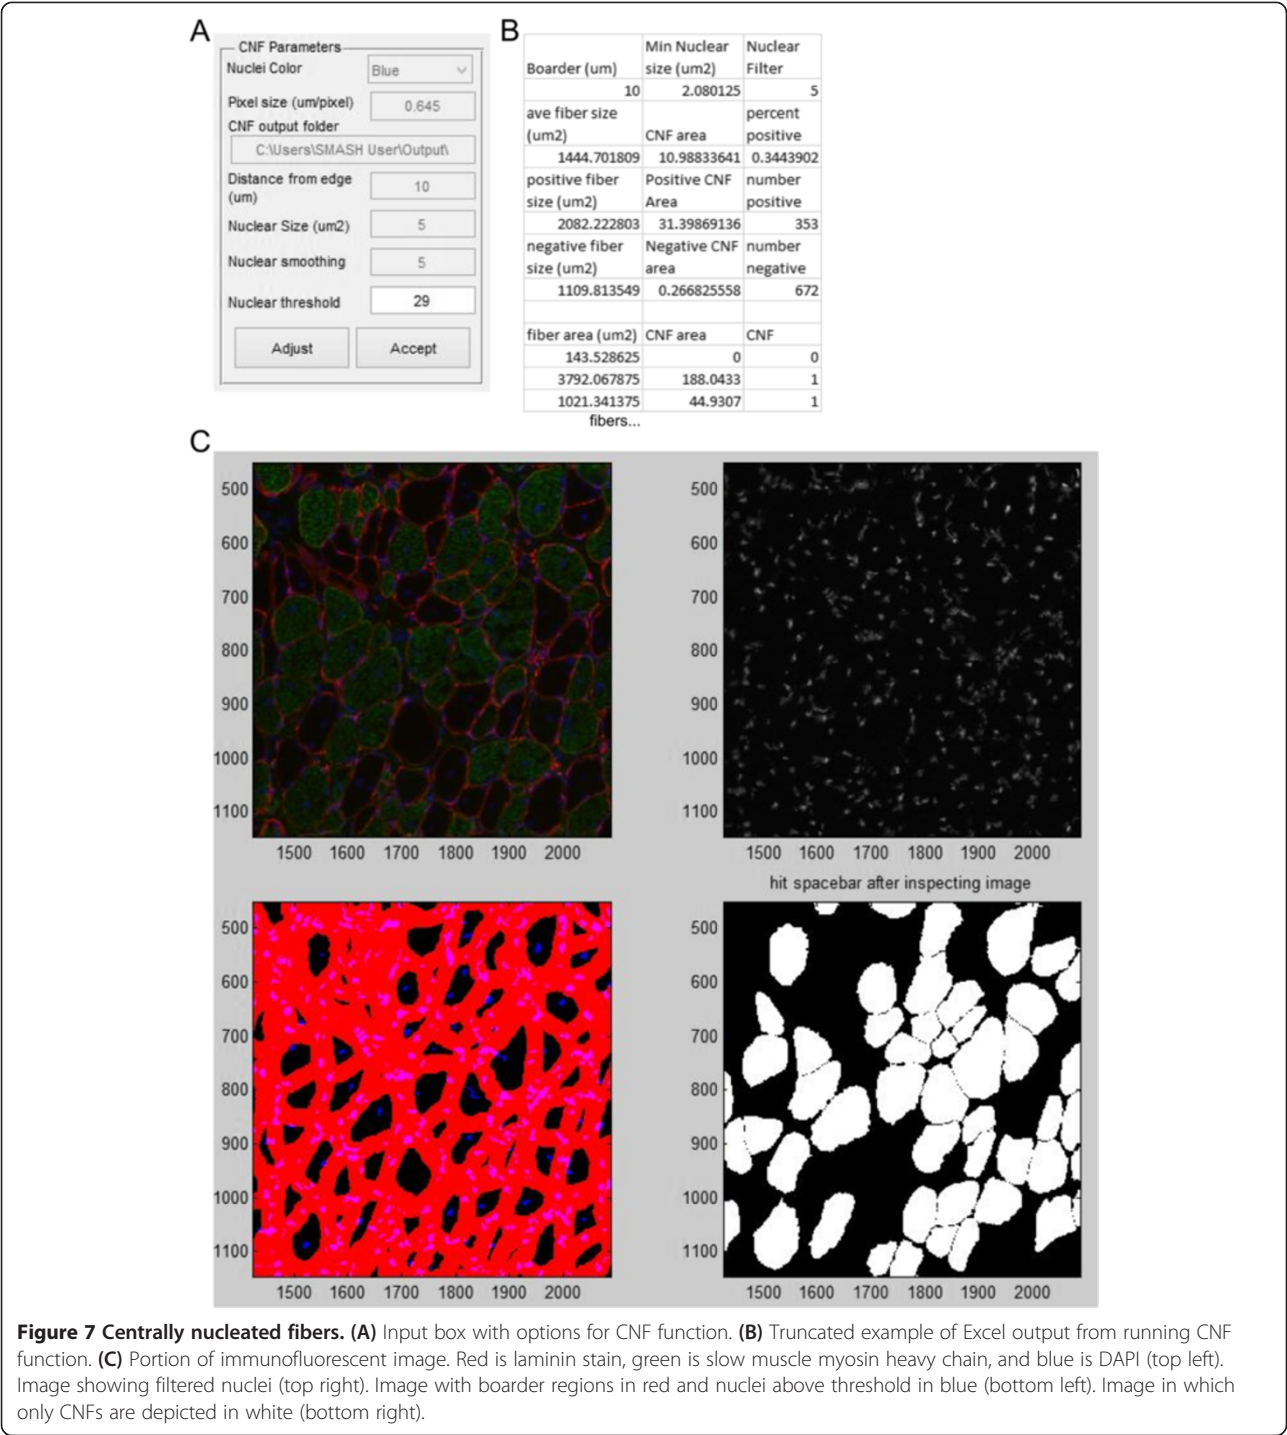 A
CNF Parameters
Nuclei Color Blue
Pixel size (um/pixel) 0.645
CNF output folder
C:\Users\SMASH User\Output\
Distance from edge (um) 10
Nuclear Size (um2) 5
Nuclear smoothing 5
Nuclear threshold 29
Adjust Accept
B
Boarder (um) Min Nuclear size (um2) Nuclear Filter
10 2.080125 5
ave fiber size (um2) CNF area percent positive
1444.701809 10.98833641 0.3443902
positive fiber size (um2) Positive CNF Area number positive
2082.222803 31.39869136 353
negative fiber size (um2) Negative CNF area number negative
1109.813549 0.266825558 672
fiber area (um2) CNF area CNF
143.528625 0 0
3792.067875 188.0433 1
1021.341375 44.9307 1
fibers...
C
500
600
700
800
900
1000
1100
1500 1600 1700 1800 1900 2000
500
600
700
800
900
1000
1100
1500 1600 1700 1800 1900 2000
hit spacebar after inspecting image
500
600
700
800
900
1000
1100
1500 1600 1700 1800 1900 2000
500
600
700
800
900
1000
1100
1500 1600 1700 1800 1900 2000
Figure 7 Centrally nucleated fibers. (A) Input box with options for CNF function. (B) Truncated example of Excel output from running CNF
function. (C) Portion of immunofluorescent image. Red is laminin stain, green is slow muscle myosin heavy chain, and blue is DAPI (top left).
Image showing filtered nuclei (top right). Image with boarder regions in red and nuclei above threshold in blue (bottom left). Image in which
only CNFs are depicted in white (bottom right).